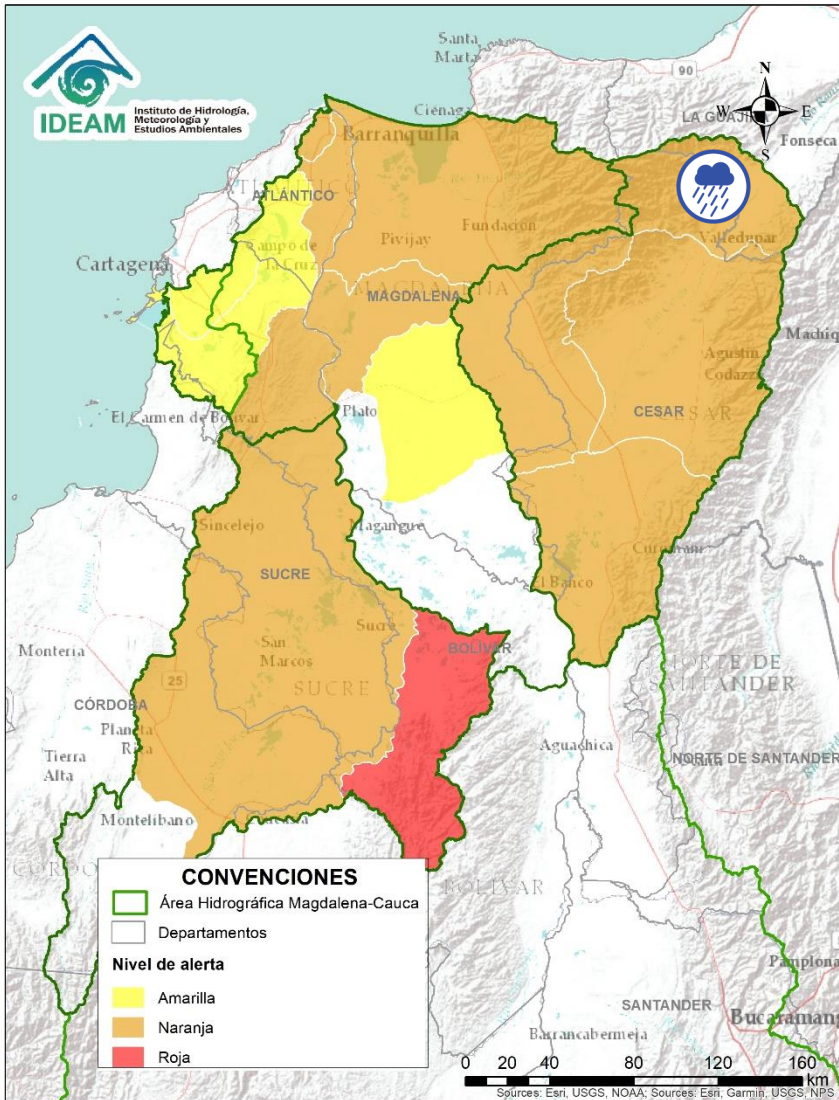 IDEAM
Instituto de Hidrología,
Meteorología y
Estudios Ambientales
Santa
Marta
90
N
W
E
S
LA GUAJI
Fonseca
Ciénaga
Barranquilla
ATLÁNTICO
Cartagena
Campo de
la Cruz
Pivijay
Fundación
Valledupar
MAGDALENA
Machiq
Agustín
Codazzi
CESAR
El Carmen de Bolívar
Plato
Sincelejo
Magangué
Curumaní
SUCRE
El Banco
Montería
San
Marcos
Sucre
BOLÍVAR
SUCRE
25
CÓRDOBA
Planeta
Rica
NORTE DE
SANTANDER
Tierra
Alta
Aguachica
NORTE DE SANTANDER
Montelíbano
BOLÍVAR
CONVENCIONES
Área Hidrográfica Magdalena-Cauca
Departamentos
Nivel de alerta
Amarilla
Naranja
Roja
Pamplona
SANTANDER
Bucaramang
Barrancabermeja
0 20 40 80 120 160
km
Sources: Esri, USGS, NOAA; Sources: Esri, Garmin, USGS, NPS